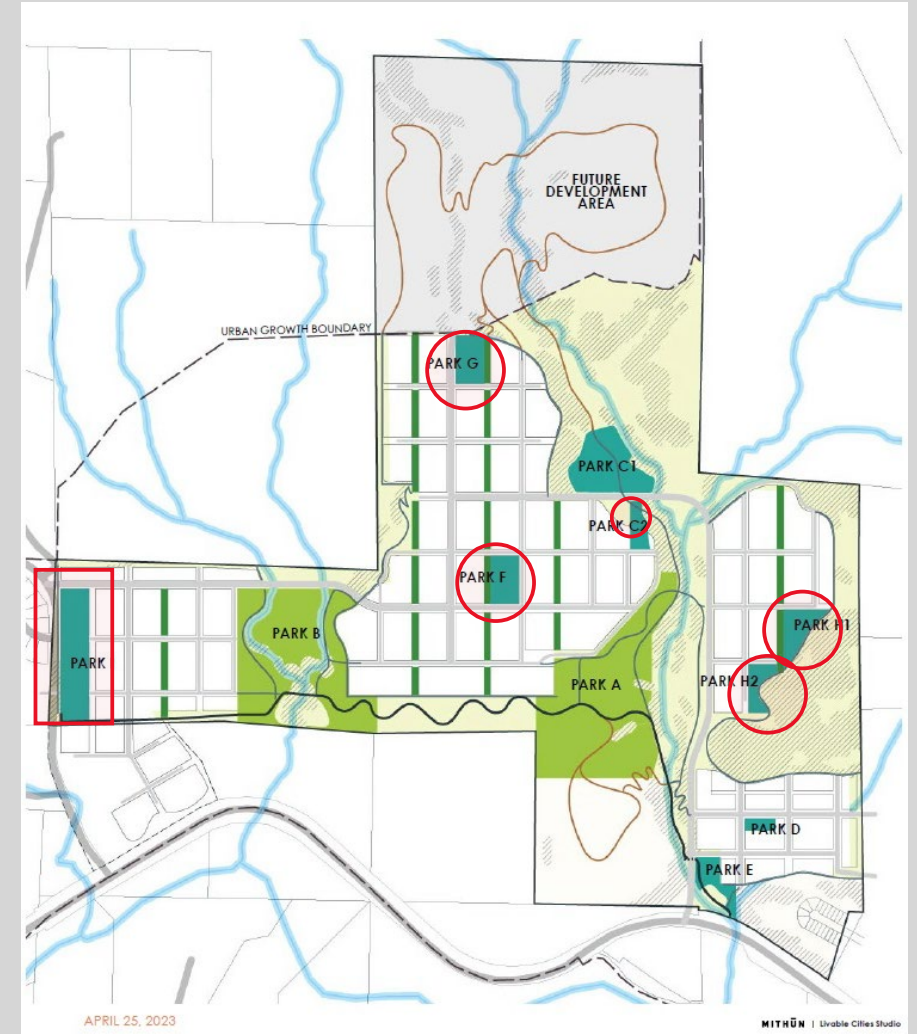 FUTURE
DEVELOPMENT
AREA
URBAN GROWTH BOUNDARY
PARK G
PARK C1
PARK C2
PARK F
PARK B
PARK H1
PARK
PARK A
PARK H2
PARK D
PARK E
APRIL 25, 2023
MITHŪN | Livable Cities Studio